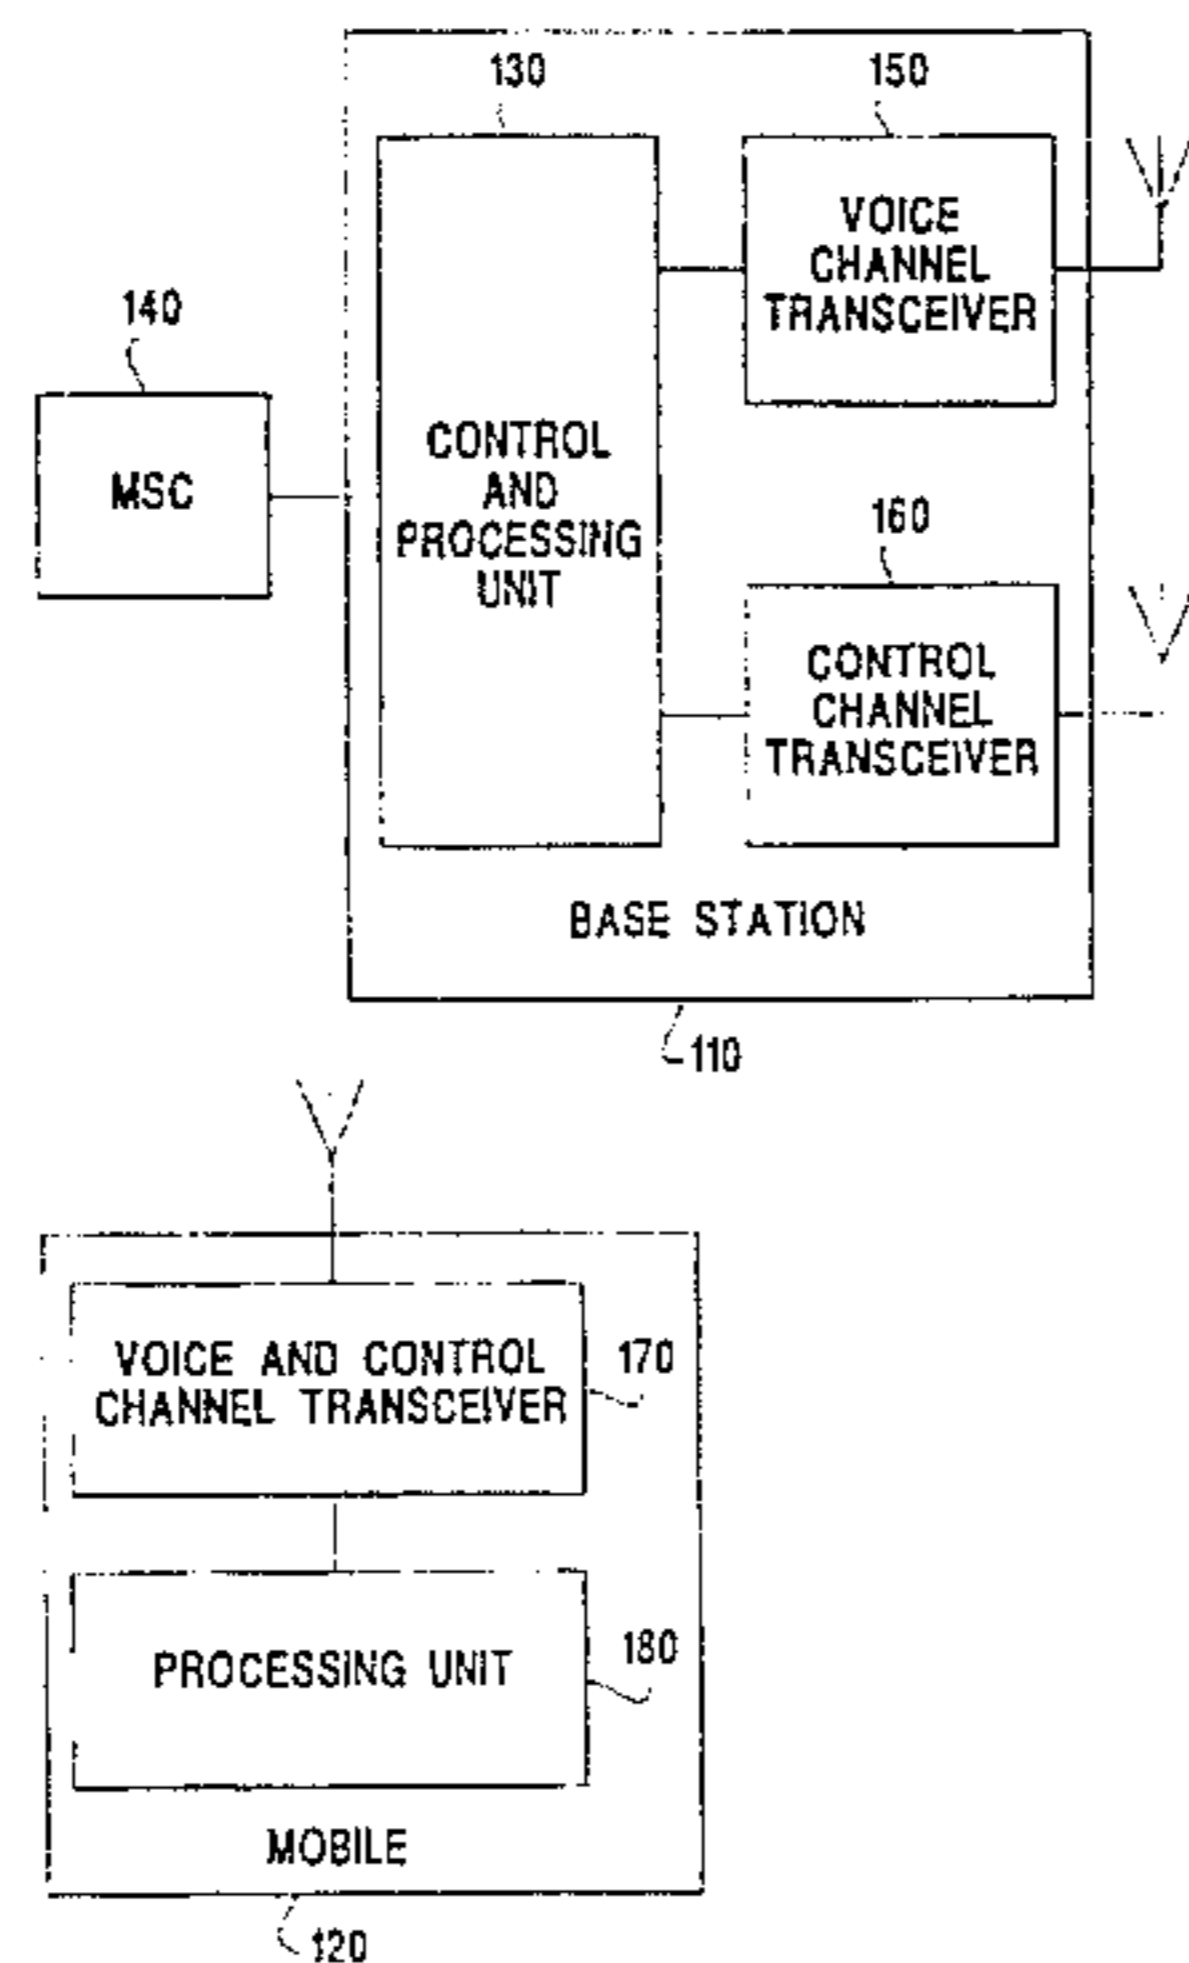 130
150
VOICE
CHANNEL
TRANSCEIVER
140
MSC
CONTROL
AND
PROCESSING
UNIT
160
CONTROL
CHANNEL
TRANSCEIVER
BASE STATION
110
VOICE AND CONTROL
CHANNEL TRANSCEIVER
170
PROCESSING UNIT
180
MOBILE
120